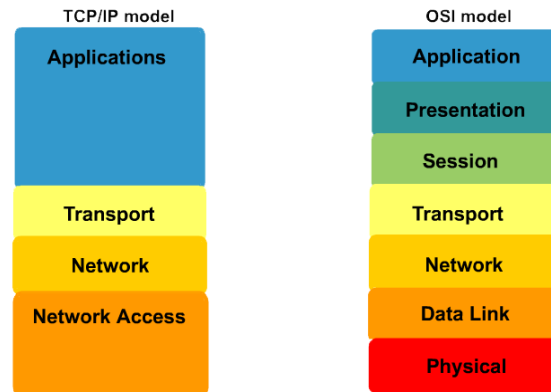 TCP/IP model
Applications
Transport
Network
Network Access
OSI model
Application
Presentation
Session
Transport
Network
Data Link
Physical